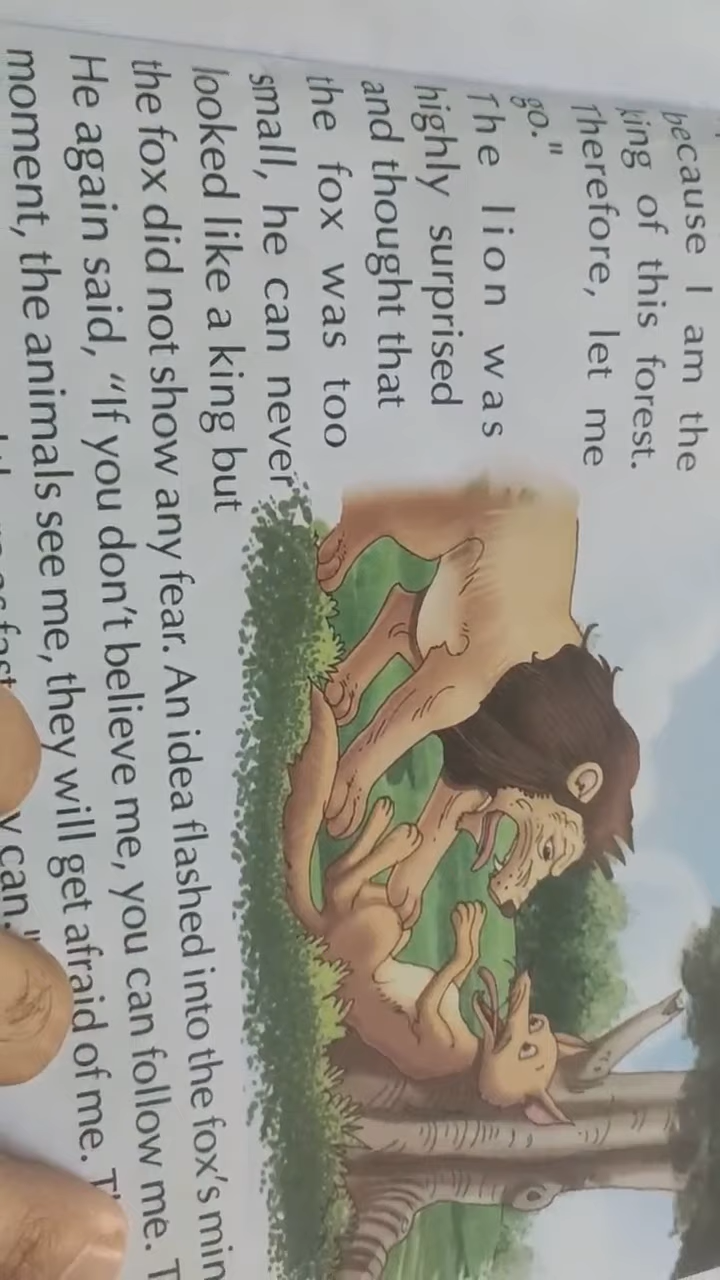 because I am the
king of this forest.
Therefore, let me
go."
The lion was
highly surprised
and thought that
the fox was too
small, he can never
looked like a king but
the fox did not show any fear. An idea flashed into the fox's min
He again said, "If you don't believe me, you can follow me. T
moment, the animals see me, they will get afraid of me.
can."